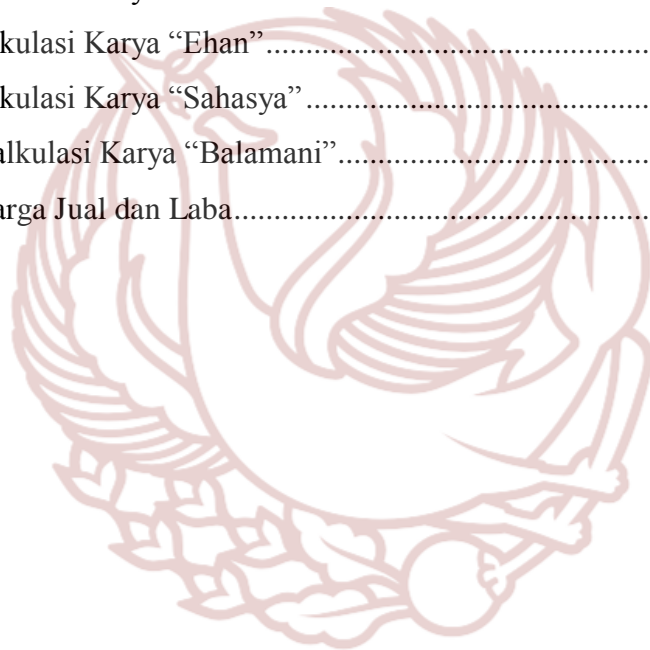 kulasi Karya “Ehan”
kulasi Karya “Sahasya”
alkulasi Karya “Balamani”
arga Jual dan Laba